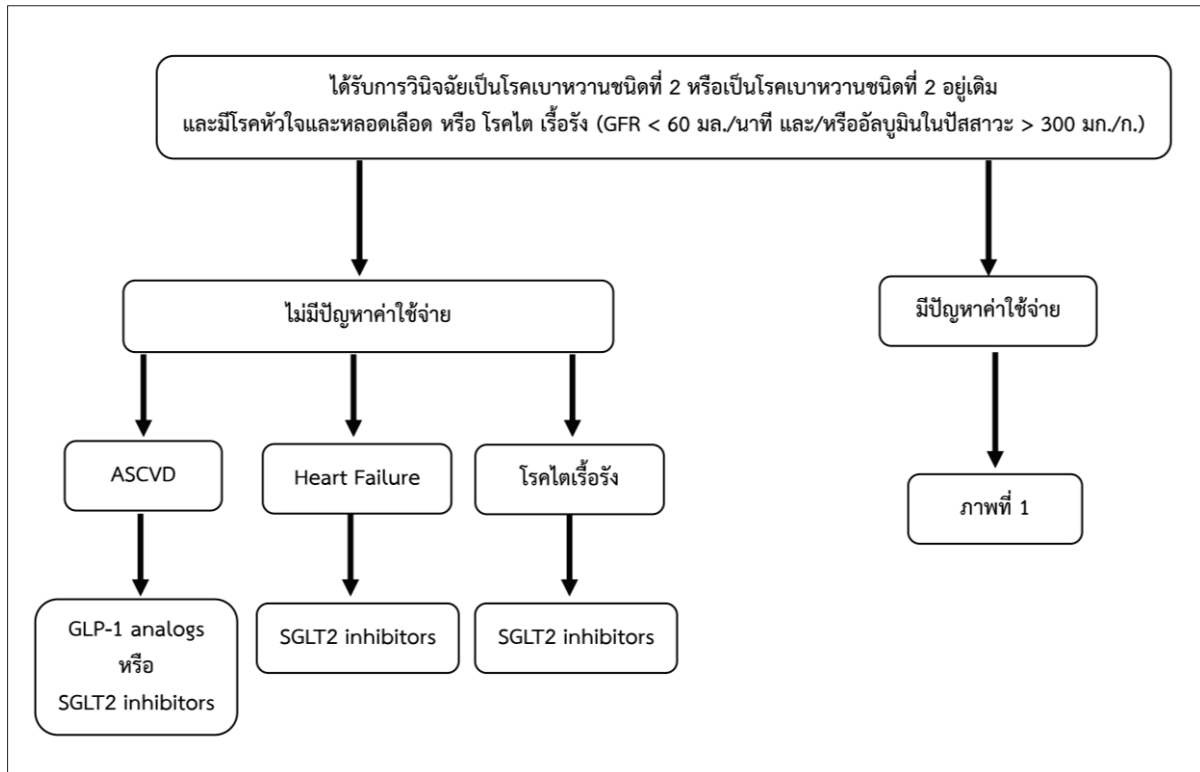 ได้รับการวินิจฉัยเป็นโรคเบาหวานชนิดที่ 2 หรือเป็นโรคเบาหวานชนิดที่ 2 อยู่เดิม
และมีโรคหัวใจและหลอดเลือด หรือ โรคไต เรื้อรัง (GFR < 60 มล./นาที และ/หรืออัลบูมินในปัสสาวะ > 300 มก./ก.)
ไม่มีปัญหาค่าใช้จ่าย
มีปัญหาค่าใช้จ่าย
ASCVD
Heart Failure
โรคไตเรื้อรัง
ภาพที่ 1
GLP-1 analogs
หรือ
SGLT2 inhibitors
SGLT2 inhibitors
SGLT2 inhibitors